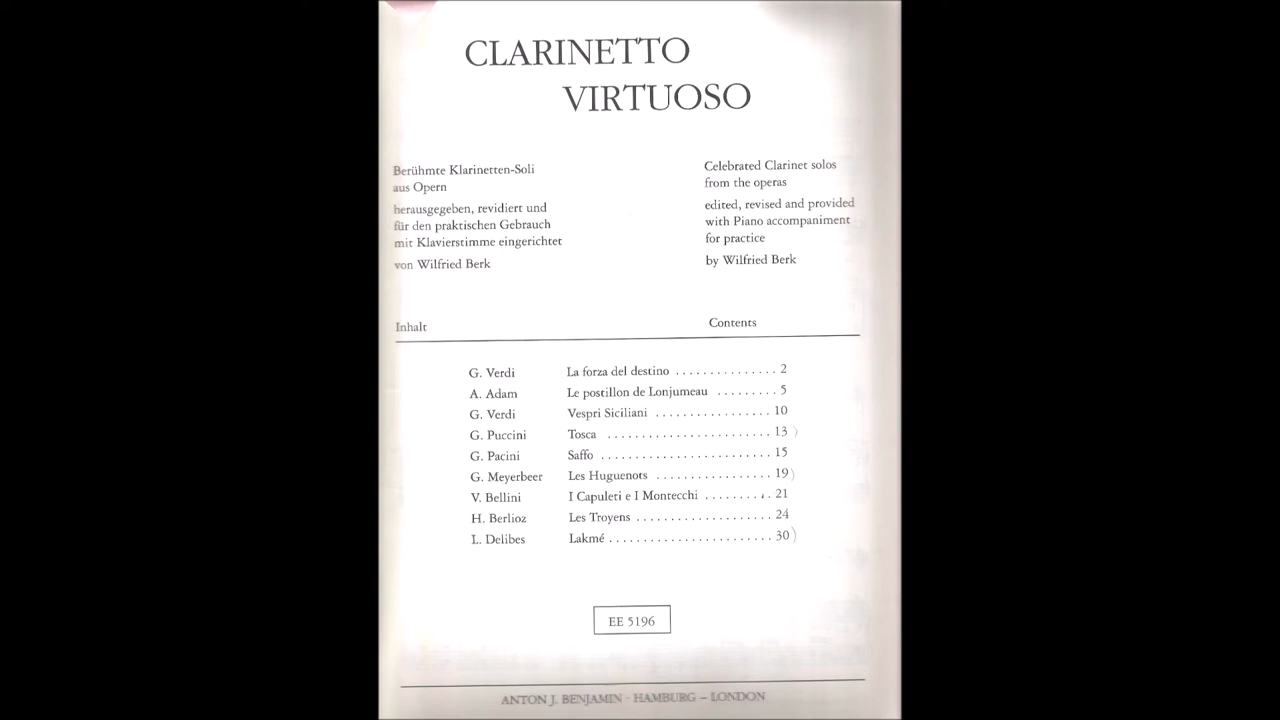 CLARINETTO
VIRTUOSO
Berühmte Klarinetten-Soli
aus Opern
herausgegeben, revidiert und
für den praktischen Gebrauch
mit Klavierstimme eingerichtet
von Wilfried Berk
Celebrated Clarinet solos
from the operas
edited, revised and provided
with Piano accompaniment
for practice
by Wilfried Berk
Inhalt Contents
G. Verdi La forza del destino ............... 2
A. Adam Le postillon de Lonjumeau ......... 5
G. Verdi Vespri Siciliani ................. 10
G. Puccini Tosca ........................ 13 )
G. Pacini Saffo ......................... 15
G. Meyerbeer Les Huguenots ................. 19 )
V. Bellini I Capuleti e I Montecchi ......... 21
H. Berlioz Les Troyens .................... 24
L. Delibes Lakmé ........................ 30 )
EE 5196
ANTON J. BENJAMIN - HAMBURG – LONDON